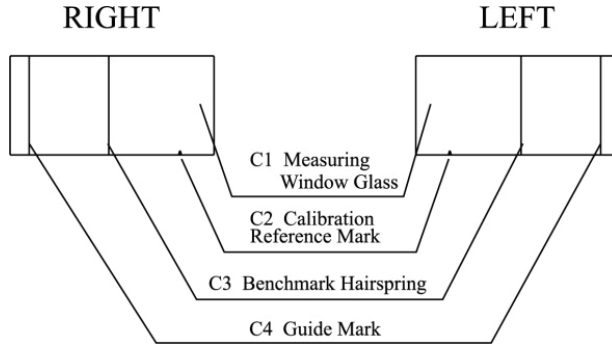 RIGHT
LEFT
C1 Measuring
Window Glass
C2 Calibration
Reference Mark
C3 Benchmark Hairspring
C4 Guide Mark